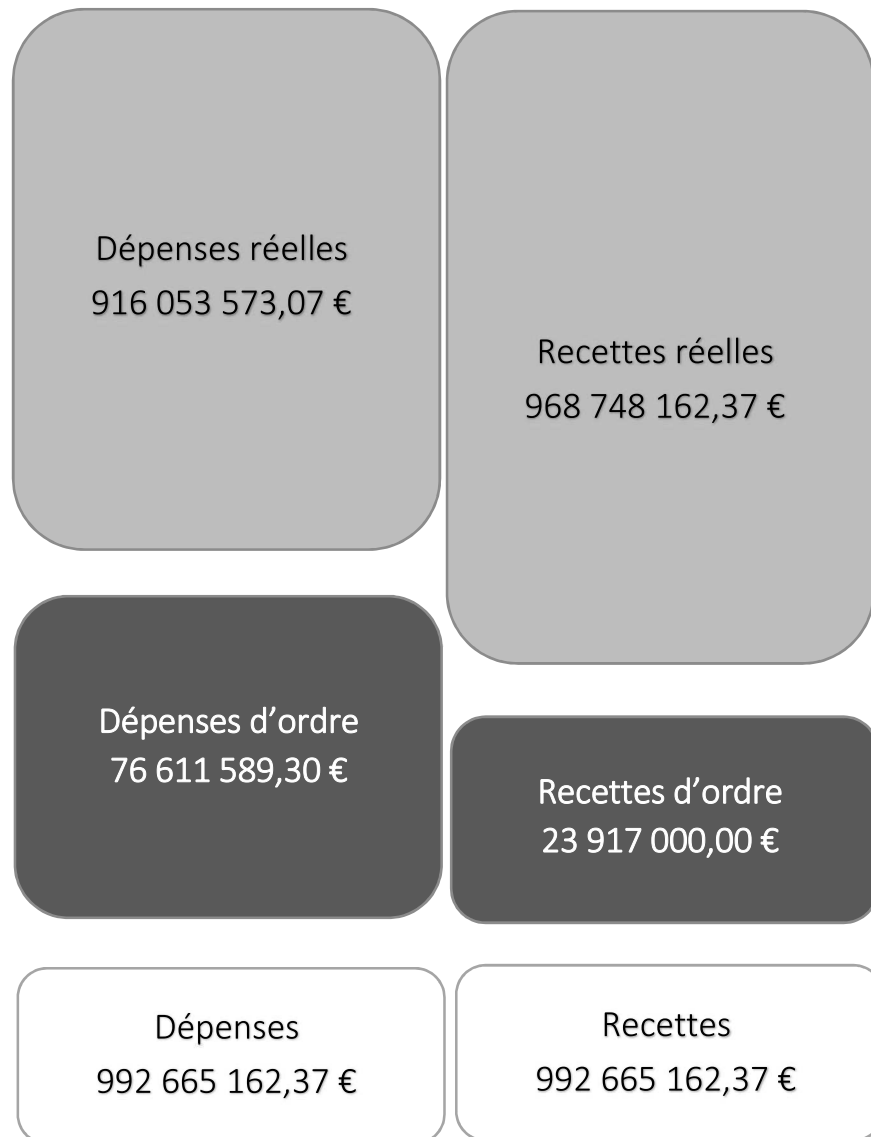 Dépenses réelles
916 053 573,07 €
Recettes réelles
968 748 162,37 €
Dépenses d’ordre
76 611 589,30 €
Recettes d’ordre
23 917 000,00 €
Dépenses
992 665 162,37 €
Recettes
992 665 162,37 €